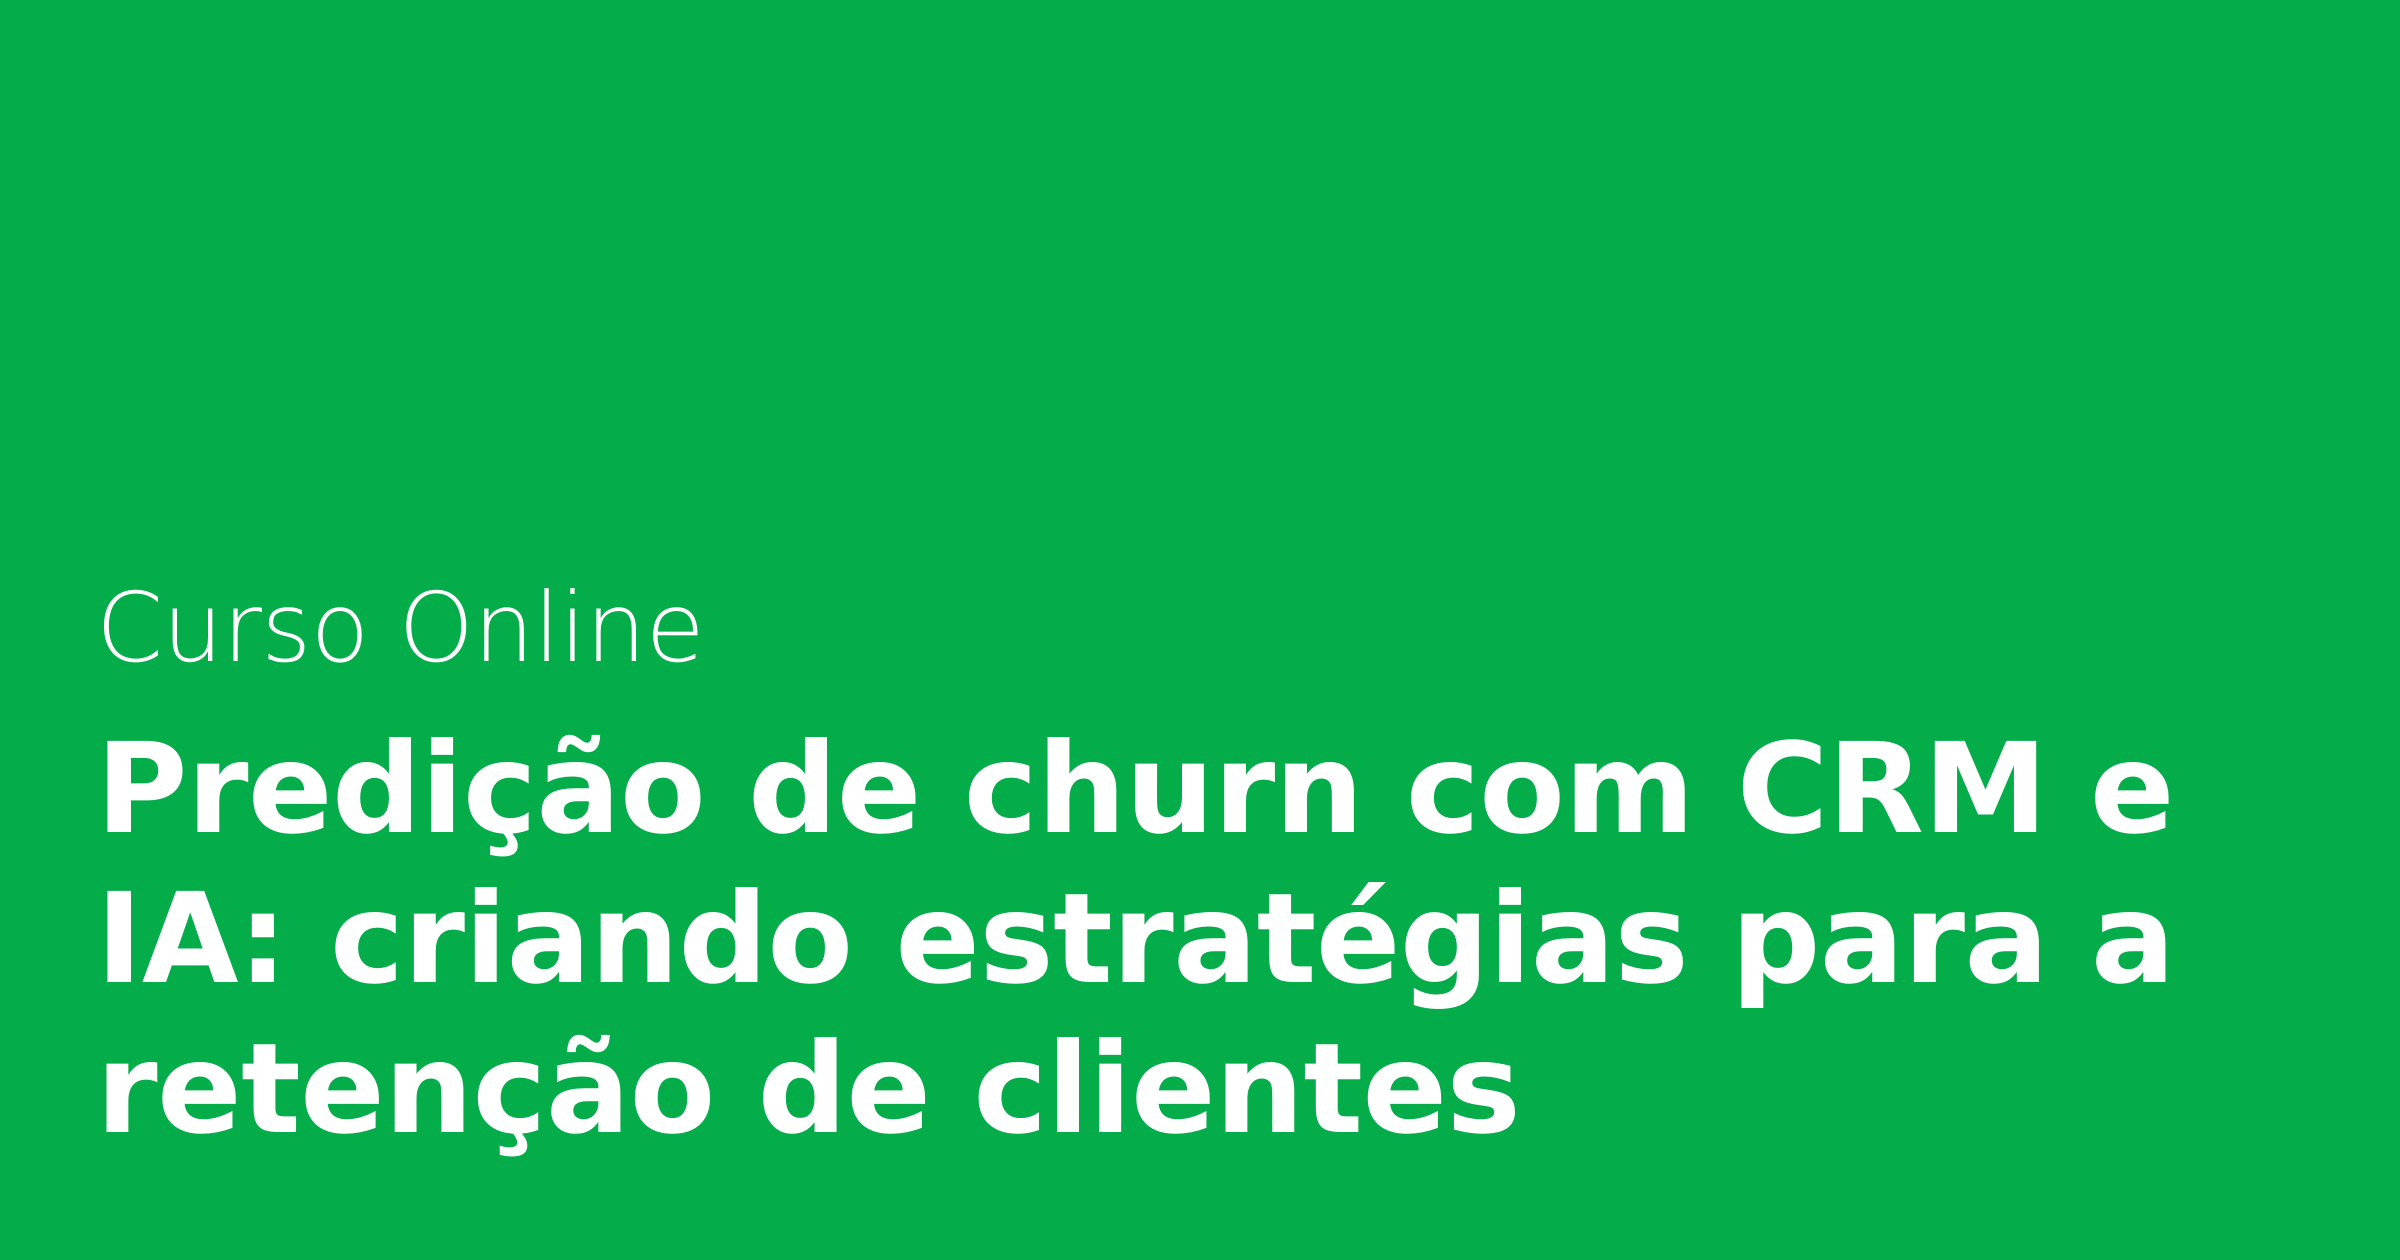 Curso Online
Predição de churn com CRM e
IA: criando estratégias para a
retenção de clientes